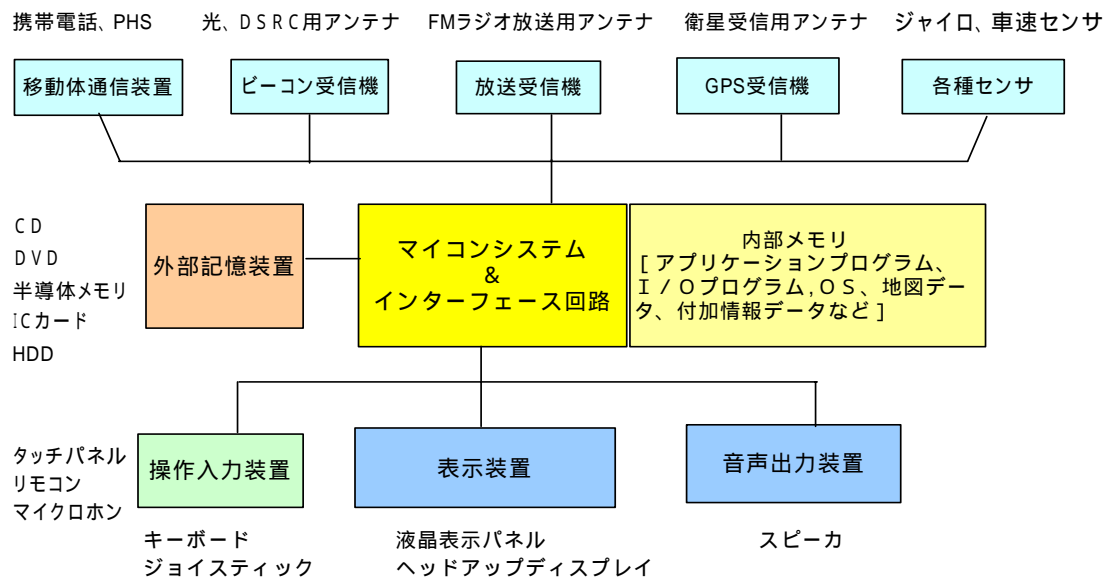 携帯電話、PHS
光、DSRC用アンテナ
FMラジオ放送用アンテナ
衛星受信用アンテナ
ジャイロ、車速センサ
移動体通信装置
ビーコン受信機
放送受信機
GPS受信機
各種センサ
CD
DVD
半導体メモリ
ICカード
HDD
外部記憶装置
マイコンシステム
&
インターフェース回路
内部メモリ
[アプリケーションプログラム、
I/Oプログラム,OS、地図デー
タ、付加情報データなど]
タッチパネル
リモコン
マイクロホン
操作入力装置
表示装置
音声出力装置
キーボード
ジョイスティック
液晶表示パネル
ヘッドアップディスプレイ
スピーカ